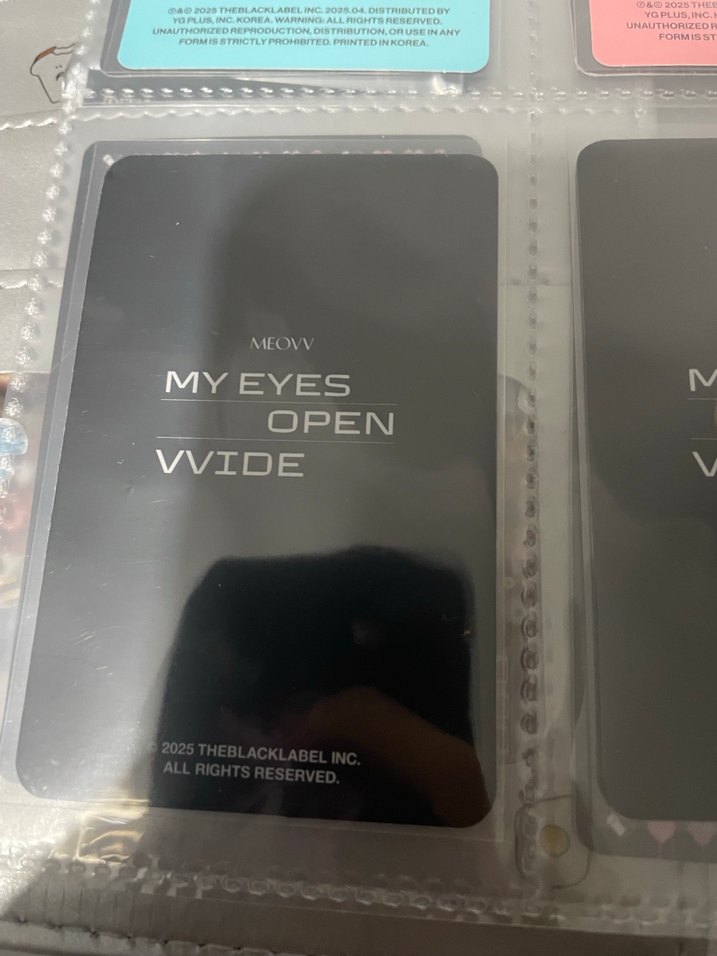 ℗&© 2025 THEBLACKLABEL INC. 2025.04. DISTRIBUTED BY
YG PLUS, INC. KOREA. WARNING: ALL RIGHTS RESERVED.
UNAUTHORIZED REPRODUCTION, DISTRIBUTION, OR USE IN ANY
FORM IS STRICTLY PROHIBITED. PRINTED IN KOREA.
℗&© 2025
YG PLUS, INC.
UNAUTHORIZED
FORM IS
MEOVV
MY EYES
OPEN
VVIDE
© 2025 THEBLACKLABEL INC.
ALL RIGHTS RESERVED.